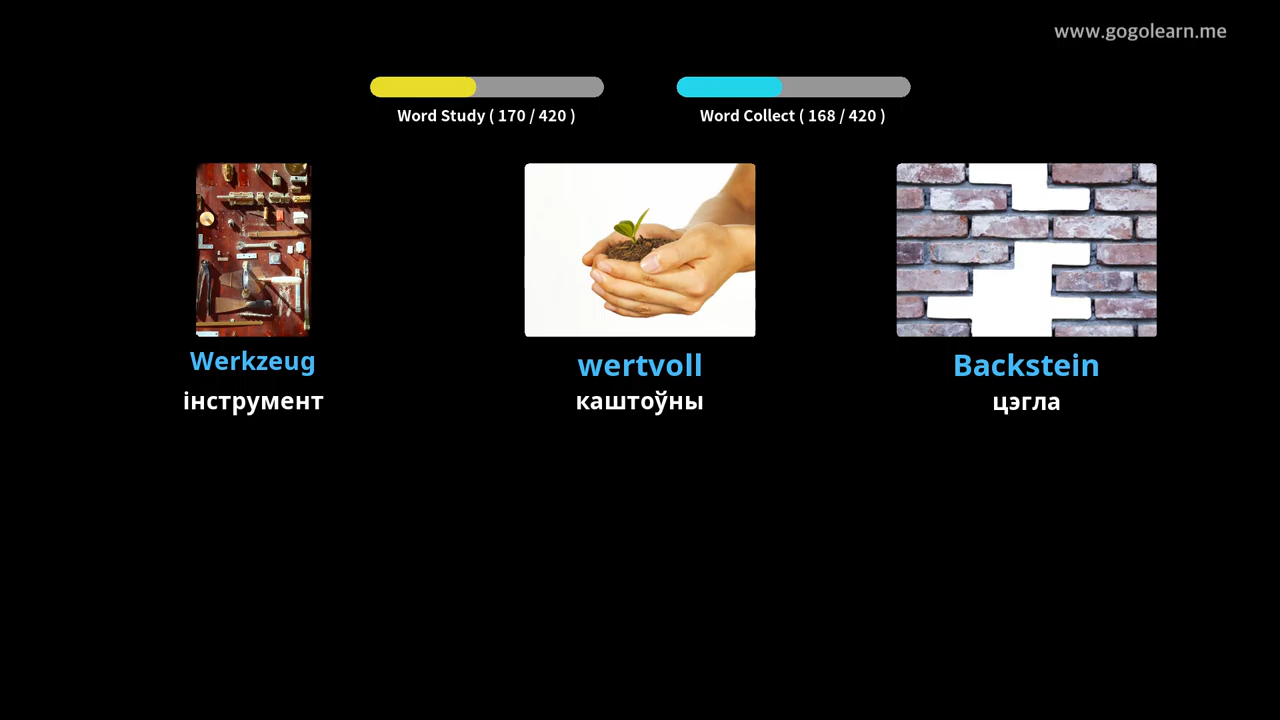 www.gogolearn.me
Word Study ( 170 / 420 )
Word Collect ( 168 / 420 )
Werkzeug
інструмент
wertvoll
каштоўны
Backstein
цэгла